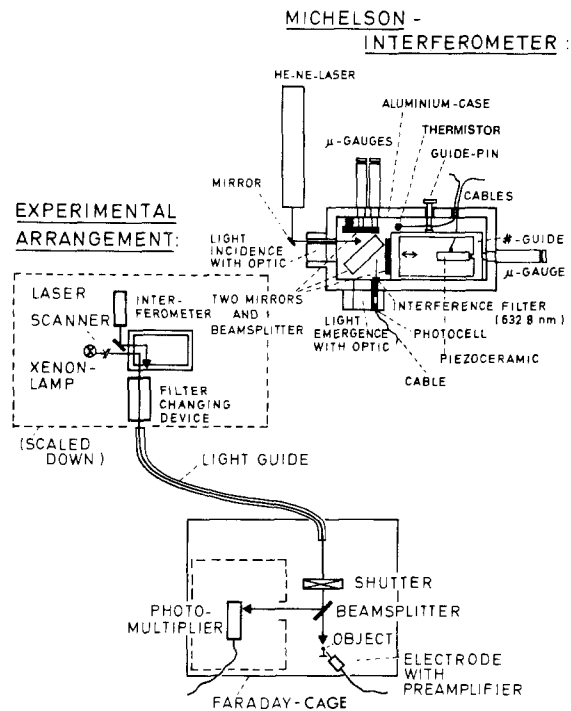 MICHELSON -
INTERFEROMETER :
HE-NE-LASER
ALUMINIUM-CASE
μ-GAUGES
THERMISTOR
GUIDE-PIN
MIRROR
CABLES
EXPERIMENTAL
ARRANGEMENT:
LIGHT
INCIDENCE
WITH OPTIC
#-GUIDE
μ-GAUGE
TWO MIRRORS
AND
BEAMSPLITTER
INTERFERENCE FILTER
(632 8 nm)
LIGHT
EMERGENCE
WITH OPTIC
PHOTOCELL
PIEZOCERAMIC
CABLE
LASER
SCANNER
INTER-
FEROMETER
XENON-
LAMP
FILTER
CHANGING
DEVICE
(SCALED
DOWN)
LIGHT GUIDE
SHUTTER
BEAMSPLITTER
PHOTO-
MULTIPLIER
OBJECT
ELECTRODE
WITH
PREAMPLIFIER
FARADAY-CAGE